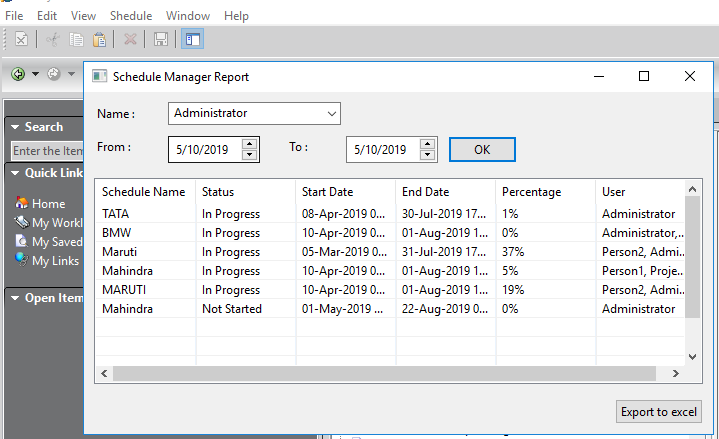 File Edit View Shedule Manager Window Help
Schedule Manager Report
Name : Administrator
From : 5/10/2019 To : 5/10/2019 OK
Search
Enter the Item
Quick Link
Home
My Workl
My Saved
My Links
Open Item
Schedule Name Status Start Date End Date Percentage User
TATA In Progress 08-Apr-2019 0... 30-Jul-2019 17... 1% Administrator
BMW In Progress 10-Apr-2019 0... 01-Aug-2019 1... 0% Administrator,...
Maruti In Progress 05-Mar-2019 0... 31-Jul-2019 17... 37% Person2, Admi...
Mahindra In Progress 10-Apr-2019 0... 01-Aug-2019 1... 5% Person1, Proje...
MARUTI In Progress 10-Apr-2019 0... 01-Aug-2019 1... 19% Person2, Admi...
Mahindra Not Started 01-May-2019 ... 22-Aug-2019 0... 0% Administrator
Export to excel